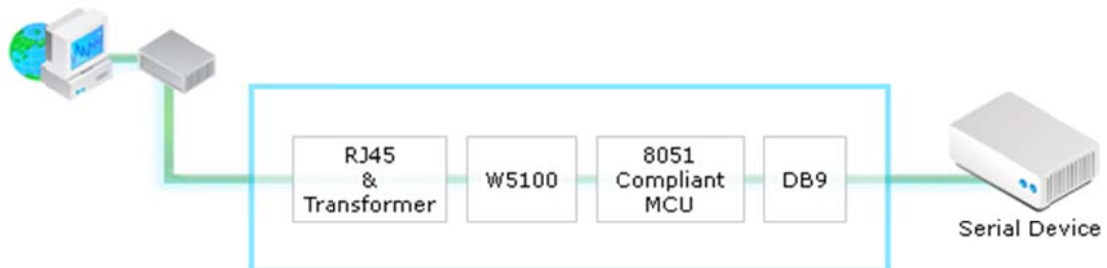 RJ45
&
Transformer
W5100
8051
Compliant
MCU
DB9
Serial Device